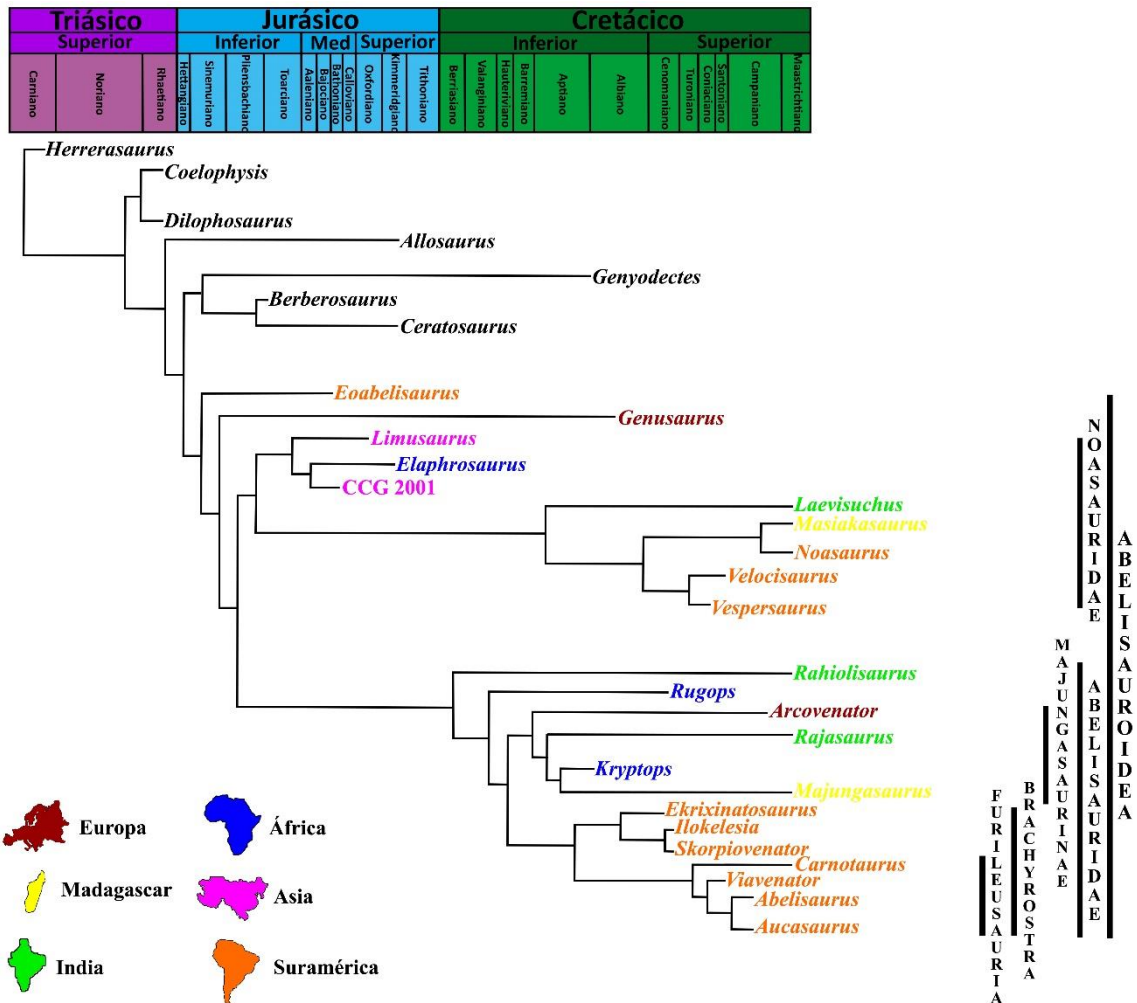 Triásico
Jurásico
Cretácico
Superior
Inferior
Med
Superior
Inferior
Superior
Carniano
Noriano
Rhaetiano
Hettangiano
Sinemuriano
Pliensbachiano
Toarciano
Aaleniano
Bajociano
Bathoniano
Calloviano
Oxfordiano
Kimmeridgiano
Tithoniano
Berriasiano
Valanginiano
Hauteriviano
Barremiano
Aptiano
Albiano
Cenomaniano
Turoniano
Coniaciano
Santoniano
Campaniano
Maastrichtiano
Herrerasaurus
Coelophysis
Dilophosaurus
Allosaurus
Genyodectes
Berberosaurus
Ceratosaurus
Eoabelisaurus
Genusaurus
Limusaurus
Elaphrosaurus
CCG 2001
Laevisuchus
Masiakasaurus
Noasaurus
Velocisaurus
Vespersaurus
Rahiolisaurus
Rugops
Arcovenator
Rajasaurus
Kryptops
Majungasaurus
Ekrixinatosaurus
Ilokelesia
Skorpiovenator
Carnotaurus
Viavenator
Abelisaurus
Aucasaurus
NOASAURIDAE
ABELISAUROIDEA
MAJUNGASAURINAE
ABELISAURIDAE
BRACHYROSTRA
FURILEUSAURIA
Europa
África
Madagascar
Asia
India
Suramérica